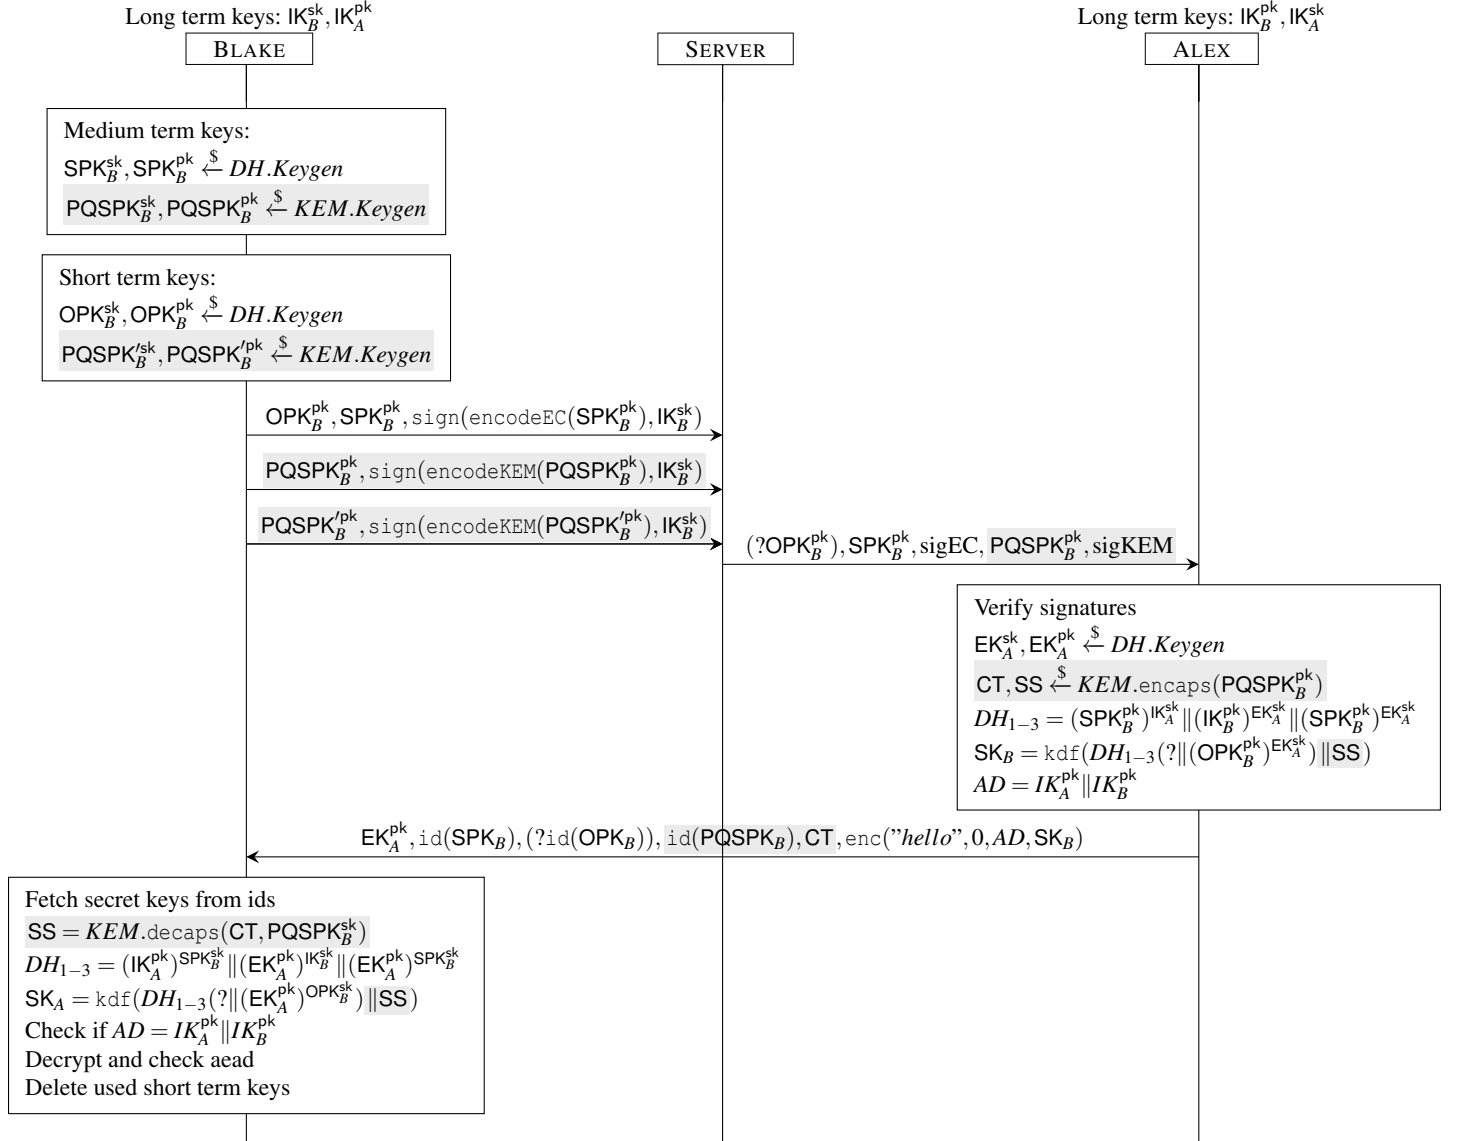 Long term keys: IK_B^sk, IK_A^pk
Long term keys: IK_B^pk, IK_A^sk
BLAKE
SERVER
ALEX
Medium term keys:
SPK_B^sk, SPK_B^pk ←$ DH.Keygen
PQSPK_B^sk, PQSPK_B^pk ←$ KEM.Keygen
Short term keys:
OPK_B^sk, OPK_B^pk ←$ DH.Keygen
PQSPK_B^′sk, PQSPK_B^′pk ←$ KEM.Keygen
OPK_B^pk, SPK_B^pk, sign(encodeEC(SPK_B^pk), IK_B^sk)
PQSPK_B^pk, sign(encodeKEM(PQSPK_B^pk), IK_B^sk)
PQSPK_B^′pk, sign(encodeKEM(PQSPK_B^′pk), IK_B^sk)
(?OPK_B^pk), SPK_B^pk, sigEC, PQSPK_B^pk, sigKEM
Verify signatures
EK_A^sk, EK_A^pk ←$ DH.Keygen
CT, SS ←$ KEM.encaps(PQSPK_B^pk)
DH_1−3 = (SPK_B^pk)^IK_A^sk ∥(IK_B^pk)^EK_A^sk ∥(SPK_B^pk)^EK_A^sk
SK_B = kdf(DH_1−3(?∥(OPK_B^pk)^EK_A^sk) ∥SS)
AD = IK_A^pk∥IK_B^pk
EK_A^pk, id(SPK_B), (?id(OPK_B)), id(PQSPK_B), CT, enc(”hello”, 0, AD, SK_B)
Fetch secret keys from ids
SS = KEM.decaps(CT, PQSPK_B^sk)
DH_1−3 = (IK_A^pk)^SPK_B^sk ∥(EK_A^pk)^IK_B^sk ∥(EK_A^pk)^SPK_B^sk
SK_A = kdf(DH_1−3(?∥(EK_A^pk)^OPK_B^sk) ∥SS)
Check if AD = IK_A^pk∥IK_B^pk
Decrypt and check aead
Delete used short term keys